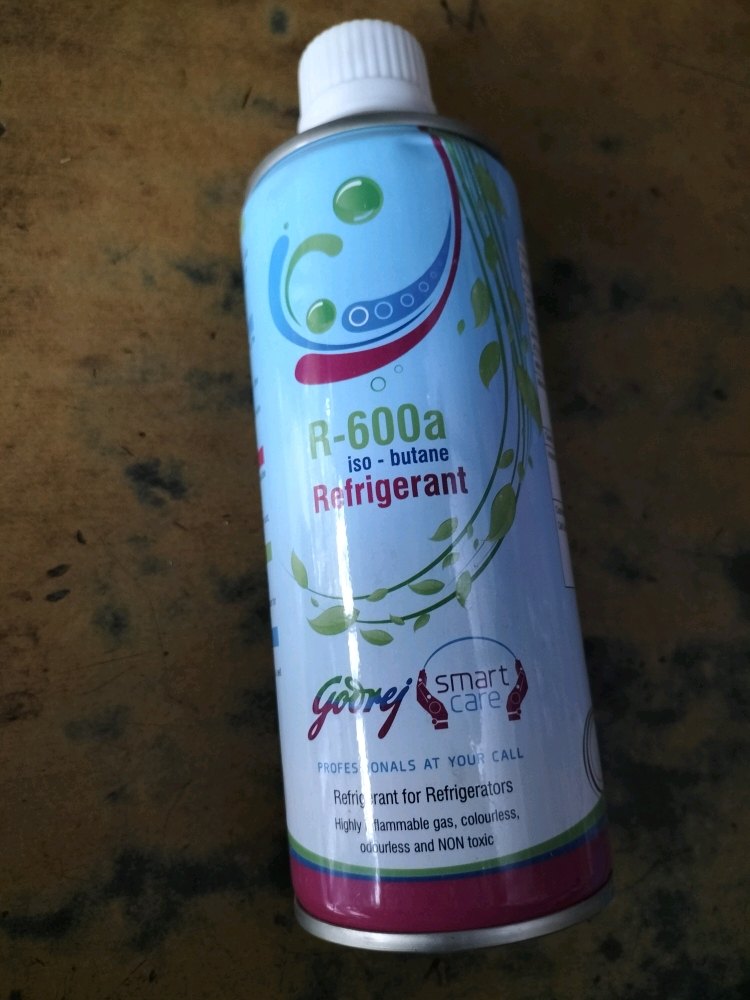 R-600a
iso - butane
Refrigerant
Godrej smart care
PROFESSIONALS AT YOUR CALL
Refrigerant for Refrigerators
Highly inflammable gas, colourless,
odourless and NON toxic